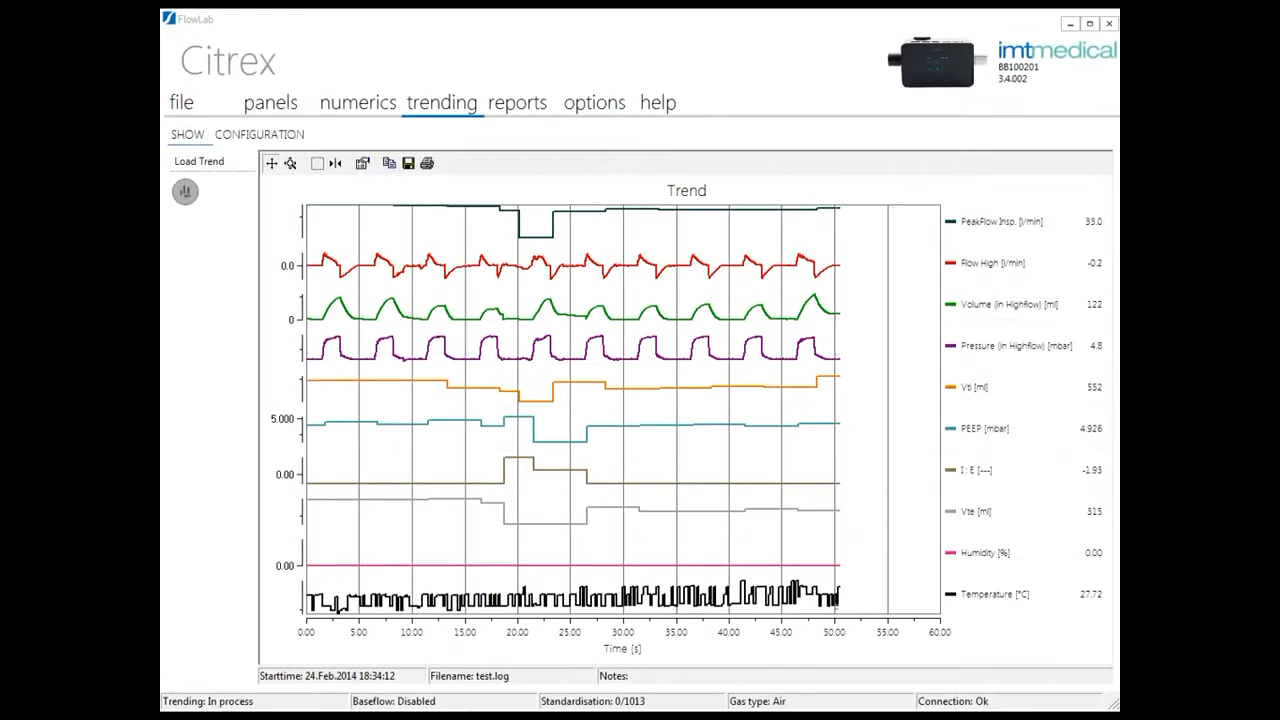 FlowLab
Citrex
imtmedical
BB100201
3.4.002
file panels numerics trending reports options help
SHOW CONFIGURATION
Load Trend
Trend
PeakFlow Insp. [l/min] 33.0
0.0 Flow High [l/min] -0.2
0 Volume (in Highflow) [ml] 122
Pressure (in Highflow) [mbar] 4.8
Vti [ml] 552
5.000 PEEP [mbar] 4.926
0.00 I : E [---] -1.93
Vte [ml] 315
0.00 Humidity [%] 0.00
Temperature [°C] 27.72
0.00 5.00 10.00 15.00 20.00 25.00 30.00 35.00 40.00 45.00 50.00 55.00 60.00
Time [s]
Starttime: 24.Feb.2014 18:34:12 Filename: test.log Notes:
Trending: In process Baseflow: Disabled Standardisation: 0/1013 Gas type: Air Connection: Ok